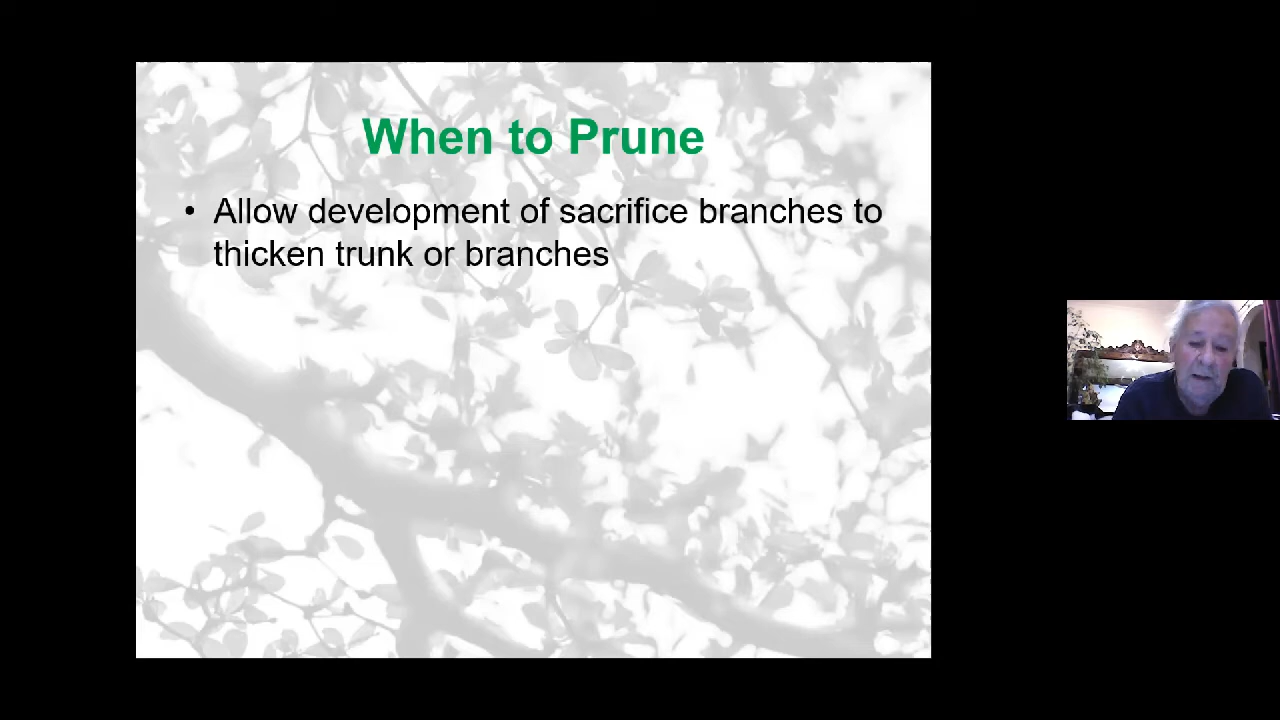 When to Prune
• Allow development of sacrifice branches to
thicken trunk or branches